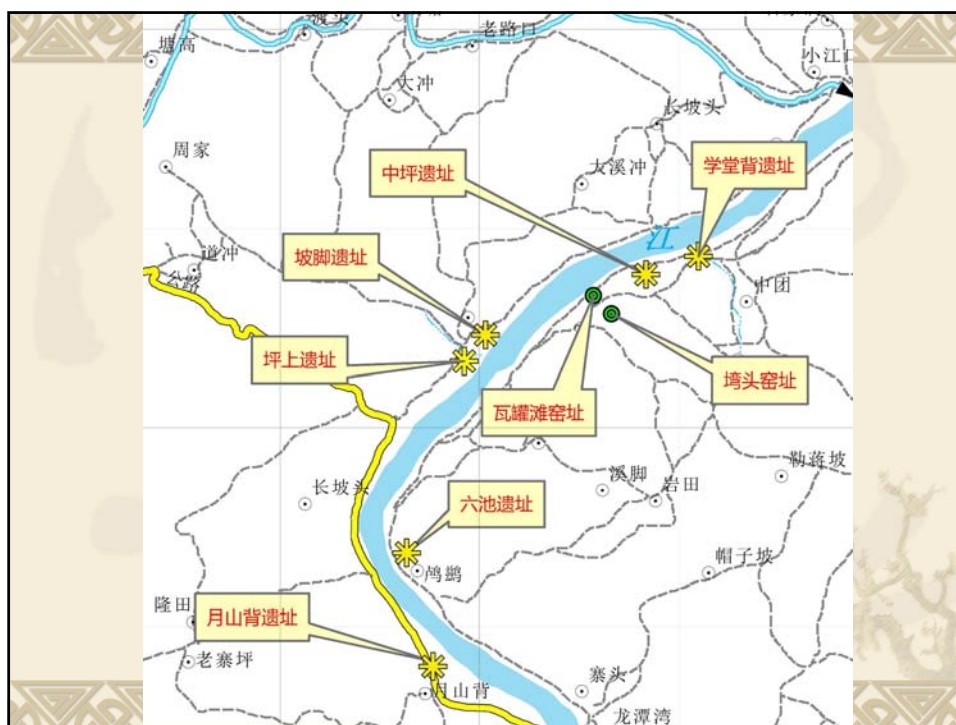 塘高
老路口
小江口
大冲
长坡头
周家
中坪遗址
大溪冲
学堂背遗址
江
道冲
公路
坡脚遗址
中团
坪上遗址
瓦罐滩窑址
塆头窑址
溪脚
岩田
勒蒋坡
长坡头
六池遗址
鸬鹚
帽子坡
隆田
月山背遗址
老寨坪
月山背
寨头
龙潭湾